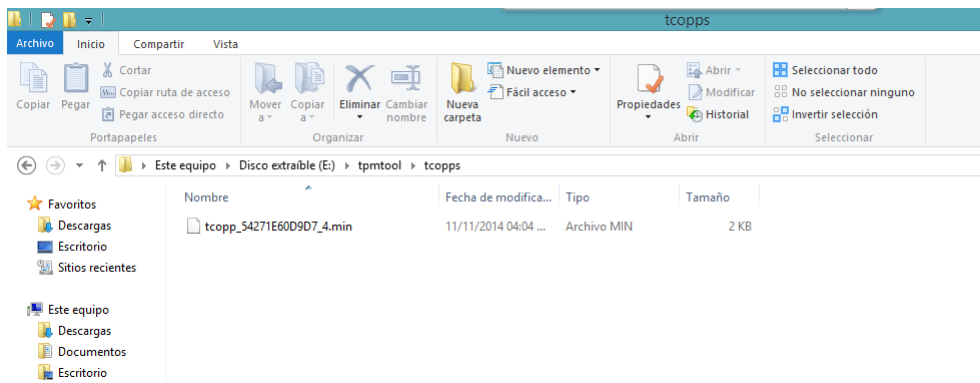 tcopps
Archivo Inicio Compartir Vista
Copiar Pegar Cortar Copiar ruta de acceso Pegar acceso directo
Mover a Copiar a Eliminar Cambiar nombre
Nueva carpeta Nuevo elemento Fácil acceso
Propiedades Abrir Modificar Historial
Seleccionar todo No seleccionar ninguno Invertir selección
Portapapeles Organizar Nuevo Abrir Seleccionar
Este equipo Disco extraíble (E:) tpmtool tcopps
Nombre Fecha de modifica... Tipo Tamaño
tcopp_54271E60D9D7_4.min 11/11/2014 04:04 ... Archivo MIN 2 KB
Favoritos
Descargas
Escritorio
Sitios recientes
Este equipo
Descargas
Documentos
Escritorio